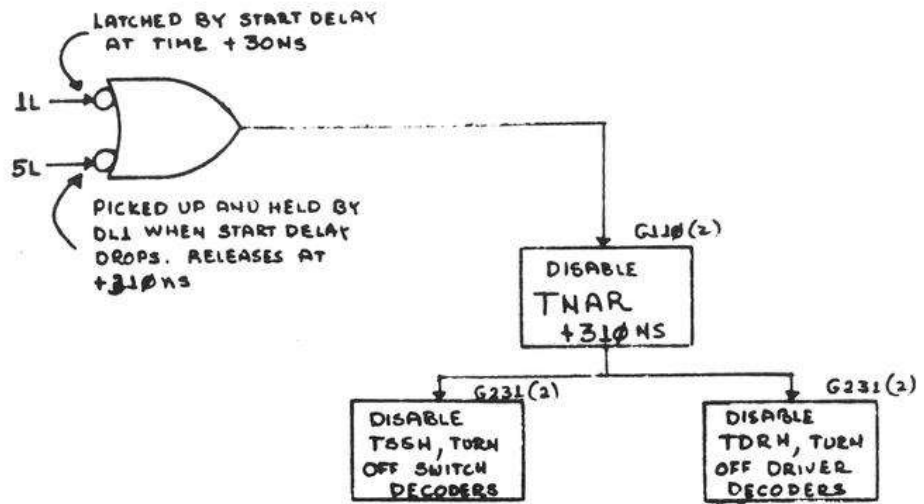 LATCHED BY START DELAY
AT TIME +30NS
1L
5L
PICKED UP AND HELD BY
DL1 WHEN START DELAY
DROPS. RELEASES AT
+310NS
G110(2)
DISABLE
TNAR
+310NS
G231(2)
DISABLE
TSSH, TURN
OFF SWITCH
DECODERS
G231(2)
DISABLE
TDRH, TURN
OFF DRIVER
DECODERS